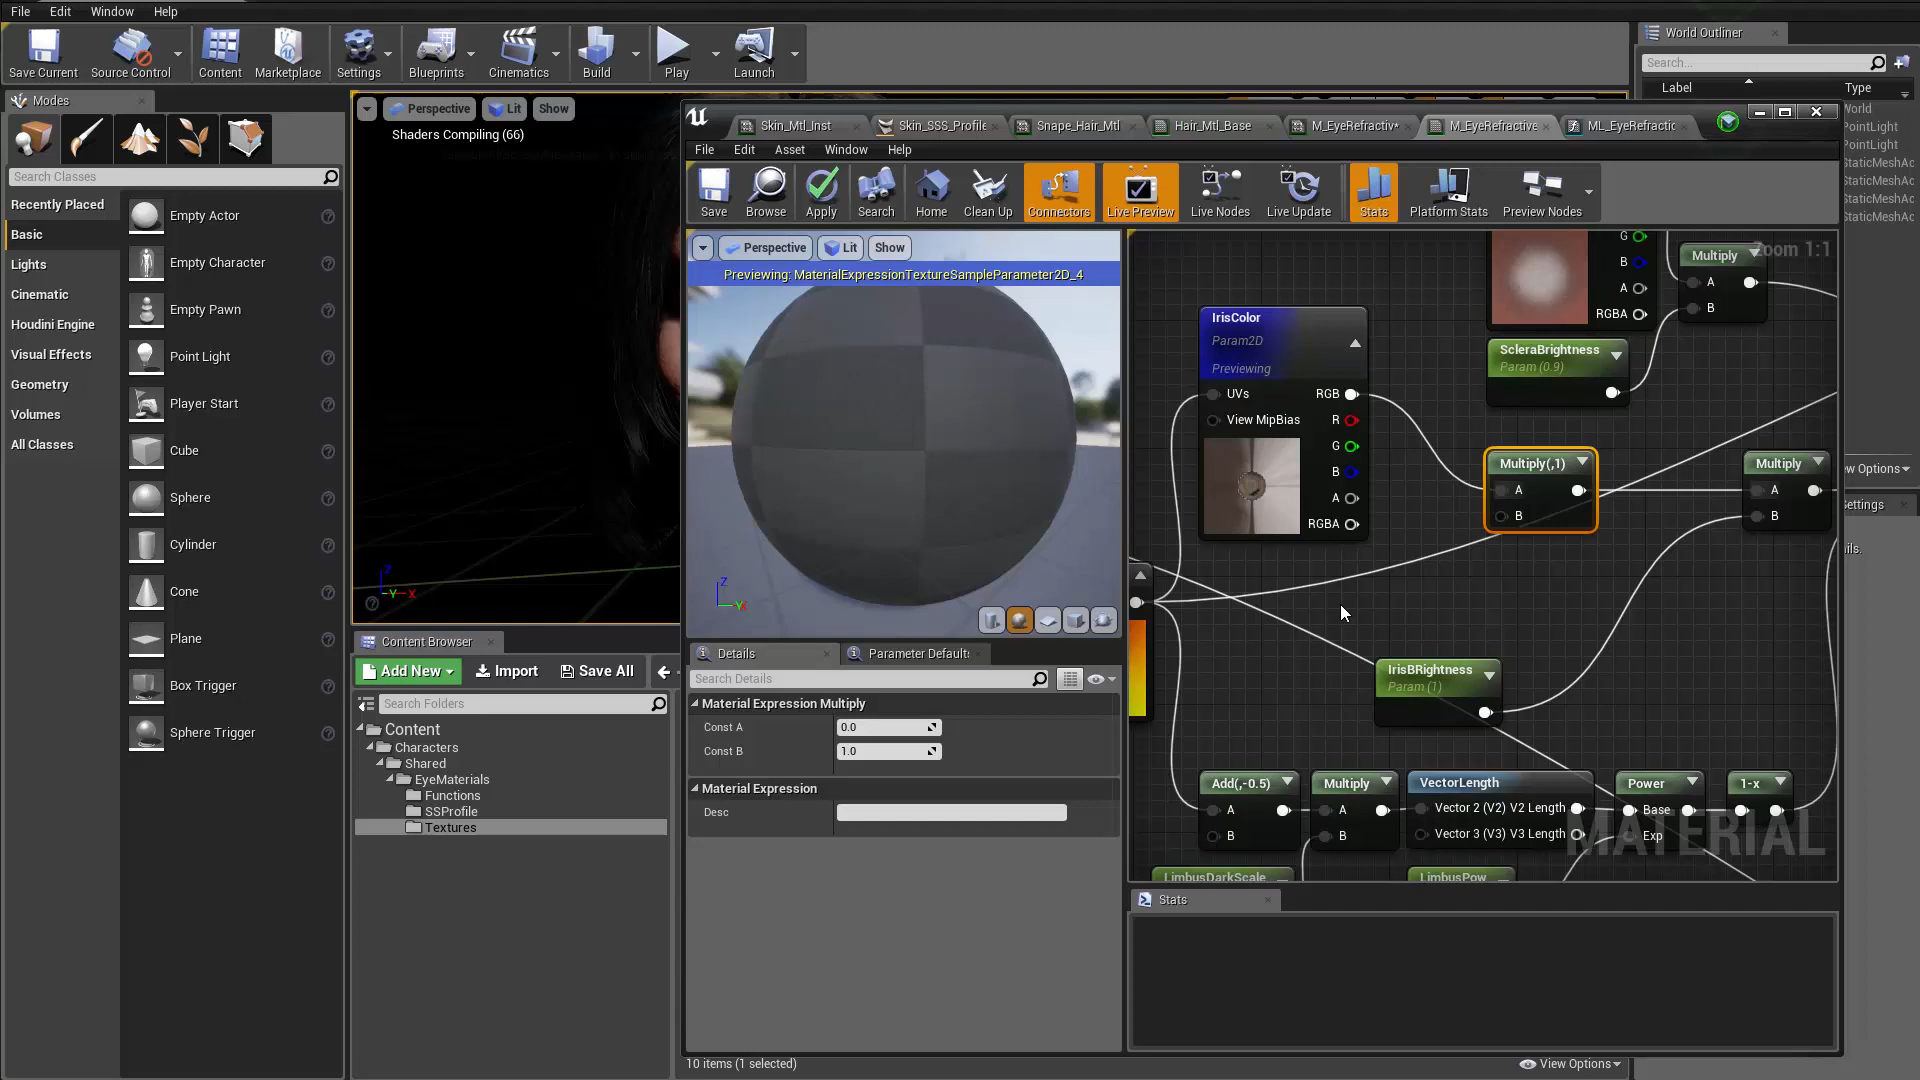 File Edit Window Help
Save Current Source Control Content Marketplace Settings Blueprints Cinematics Build Play Launch
World Outliner
Search...
Label Type
World
PointLight
PointLight
StaticMeshAc
StaticMeshAc
StaticMeshAc
StaticMeshAc
View Options
Settings
Modes
Search Classes
Recently Placed
Basic
Lights
Cinematic
Houdini Engine
Visual Effects
Geometry
Volumes
All Classes
Empty Actor
Empty Character
Empty Pawn
Point Light
Player Start
Cube
Sphere
Cylinder
Cone
Plane
Box Trigger
Sphere Trigger
Perspective Lit Show
Shaders Compiling (66)
Z
Y X
Content Browser
Add New Import Save All
Search Folders
Content
Characters
Shared
EyeMaterials
Functions
SSProfile
Textures
10 items (1 selected)
View Options
Skin_Mtl_Inst Skin_SSS_Profile Snape_Hair_Mtl Hair_Mtl_Base M_EyeRefractiv* M_EyeRefractive ML_EyeRefractic
File Edit Asset Window Help
Save Browse Apply Search Home Clean Up Connectors Live Preview Live Nodes Live Update Stats Platform Stats Preview Nodes
Perspective Lit Show
Previewing: MaterialExpressionTextureSampleParameter2D_4
Z
Details Parameter Default
Search Details
Material Expression Multiply
Const A 0.0
Const B 1.0
Material Expression
Desc
Zoom 1:1
IrisColor
Param2D
Previewing
UVs RGB
View MipBias R
G
B
A
RGBA
G
B
A
RGBA
Multiply
A
B
ScleraBrightness
Param (0.9)
Multiply(,1)
A
B
Multiply
A
B
IrisBRightness
Param (1)
Add(,-0.5)
A
B
Multiply
A
B
VectorLength
Vector 2 (V2) V2 Length
Vector 3 (V3) V3 Length
Power
Base
Exp
1-x
LimbusDarkScale
LimbusPow
MATERIAL
Stats